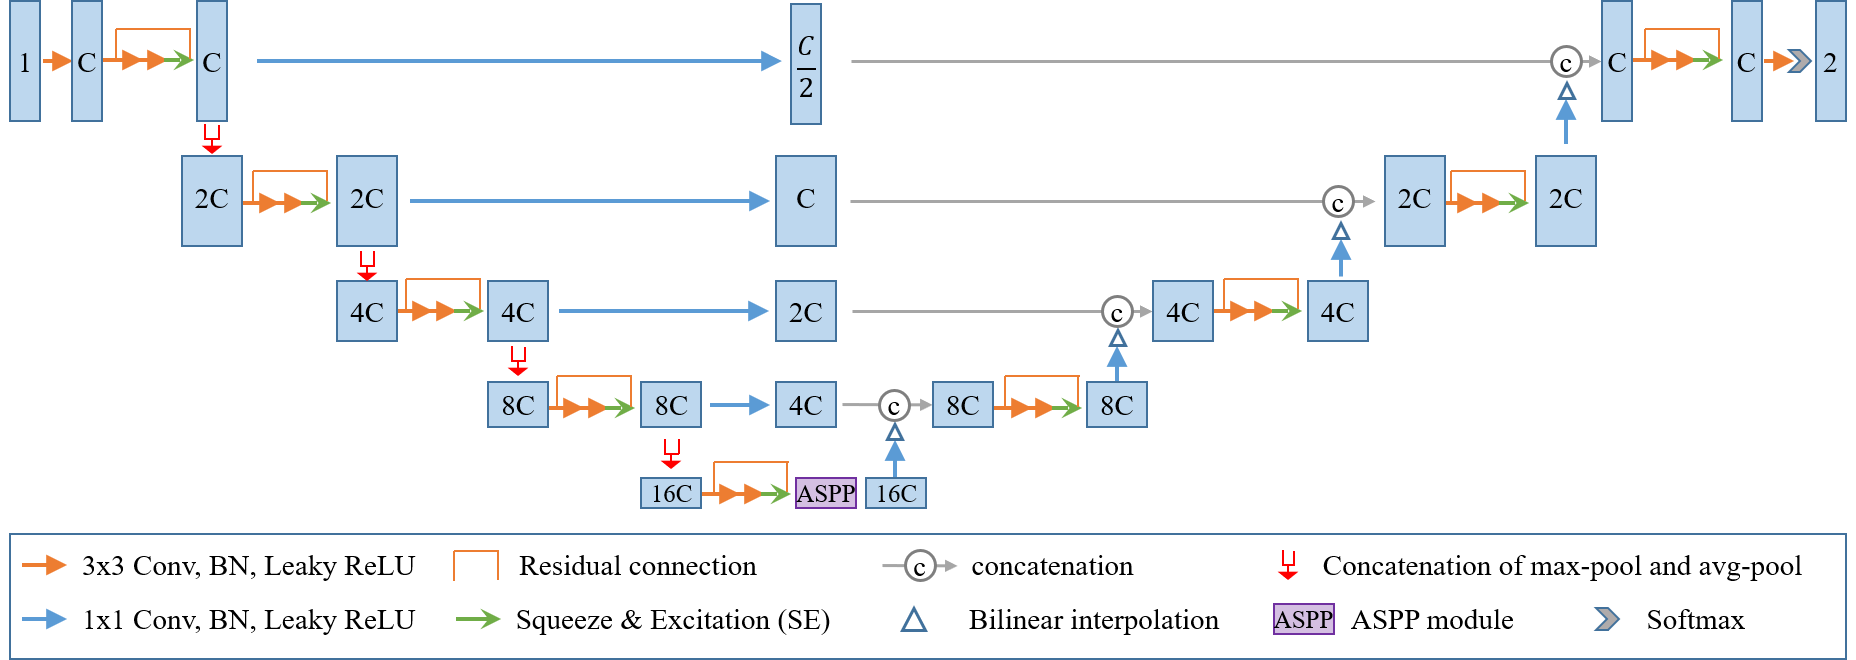 1 C C C/2 c C C 2
2C 2C C c 2C 2C
4C 4C 2C c 4C 4C
8C 8C 4C c 8C 8C
16C ASPP 16C
3x3 Conv, BN, Leaky ReLU Residual connection c concatenation Concatenation of max-pool and avg-pool
1x1 Conv, BN, Leaky ReLU Squeeze & Excitation (SE) Bilinear interpolation ASPP ASPP module Softmax